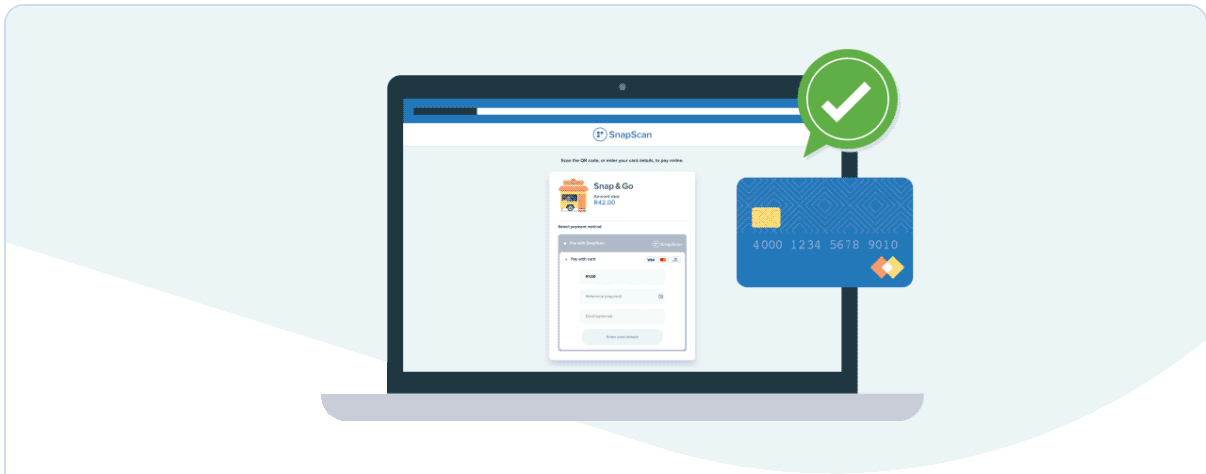 SnapScan
Scan the QR code, or enter your card details, to pay online.
Snap & Go
Amount due
R42.00
Select payment method
Pay with SnapScan
SnapScan
Pay with card
VISA
Reference payment
Email (optional)
Enter card details
4000 1234 5678 9010